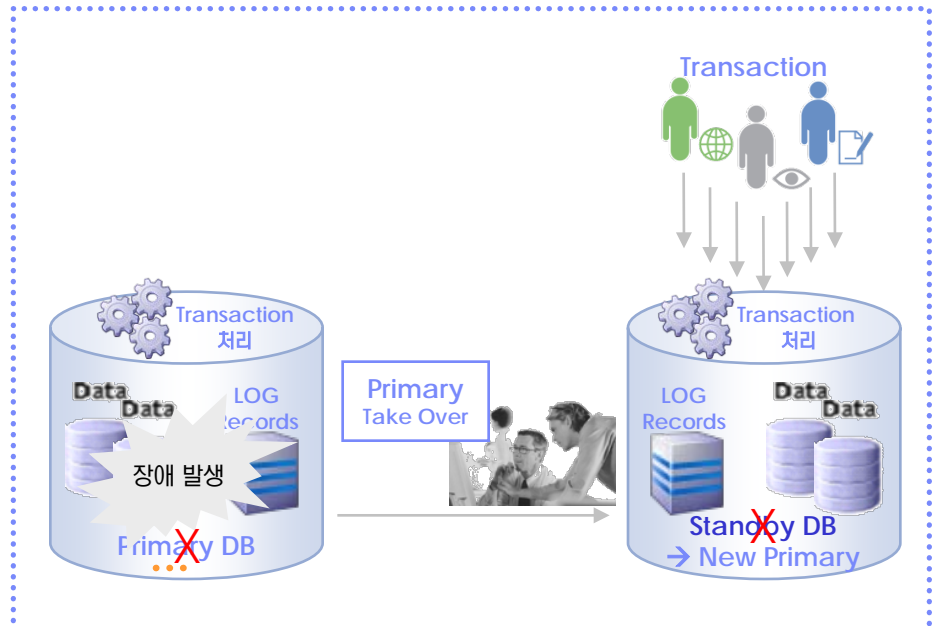 Transaction
Transaction
처리
Data
Data
LOG
Records
장애 발생
Primary DB
Primary
Take Over
Transaction
처리
LOG
Records
Data
Data
Standby DB
→ New Primary